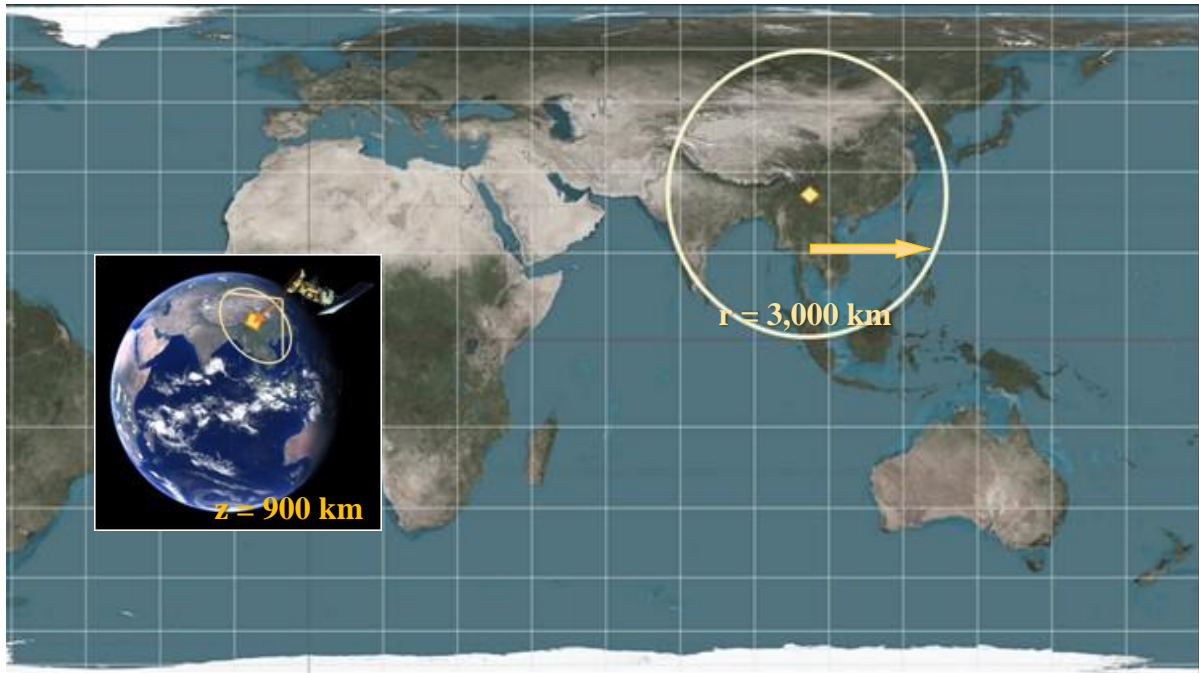 r = 3,000 km
z = 900 km